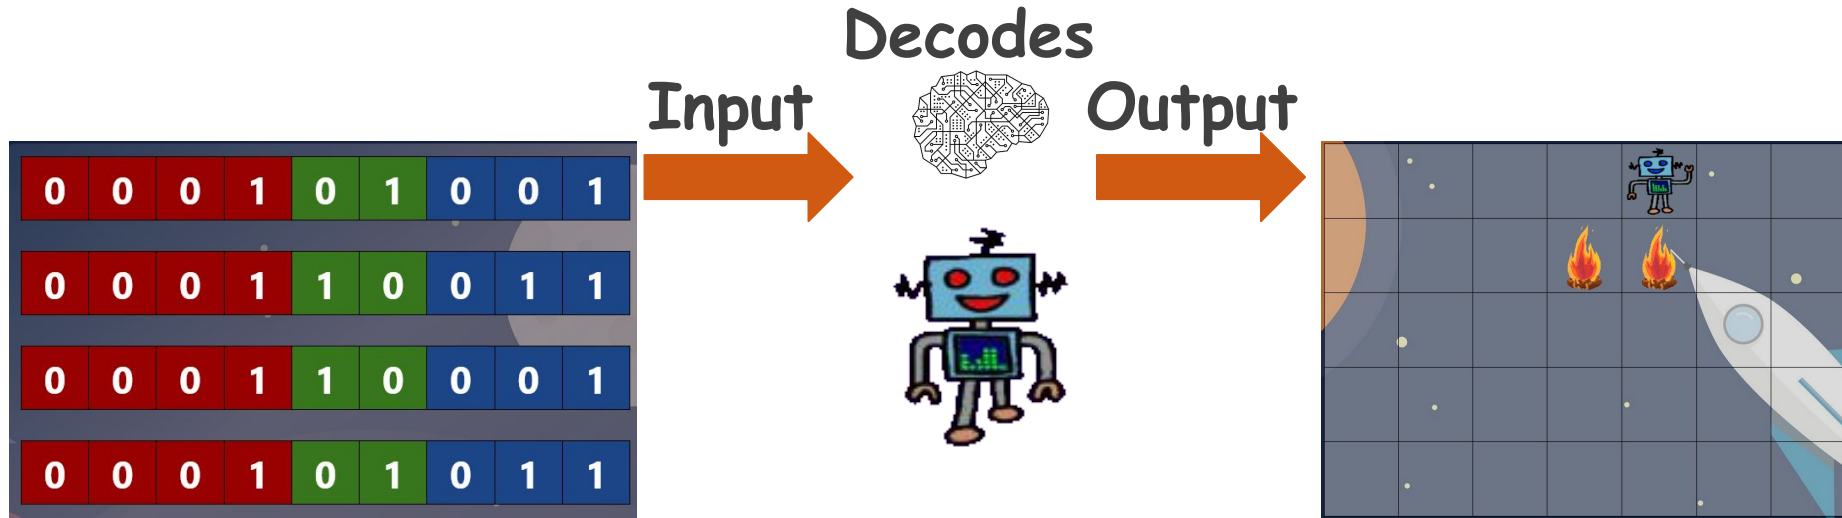 Decodes
Input
Output
0 0 0 1 0 1 0 0 1
0 0 0 1 1 0 0 1 1
0 0 0 1 1 0 0 0 1
0 0 0 1 0 1 0 1 1